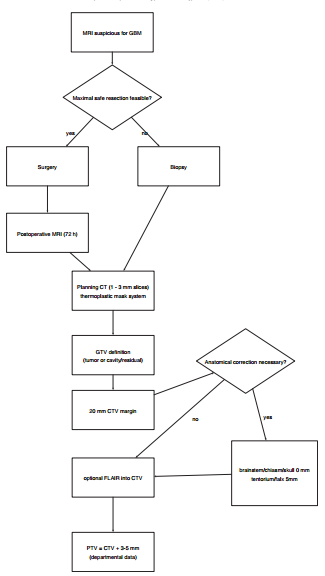 MRI suspicious for GBM
Maximal safe resection feasible?
yes
no
Surgery
Biopsy
Postoperative MRI (72 h)
Planning CT (1 - 3 mm slices)
thermoplastic mask system
GTV definition
(tumor or cavity/residual)
Anatomical correction necessary?
20 mm CTV margin
no
yes
brainstem/chiasm/skull 0 mm
tentorium/falx 5mm
optional FLAIR into CTV
PTV = CTV + 3-5 mm
(departmental data)